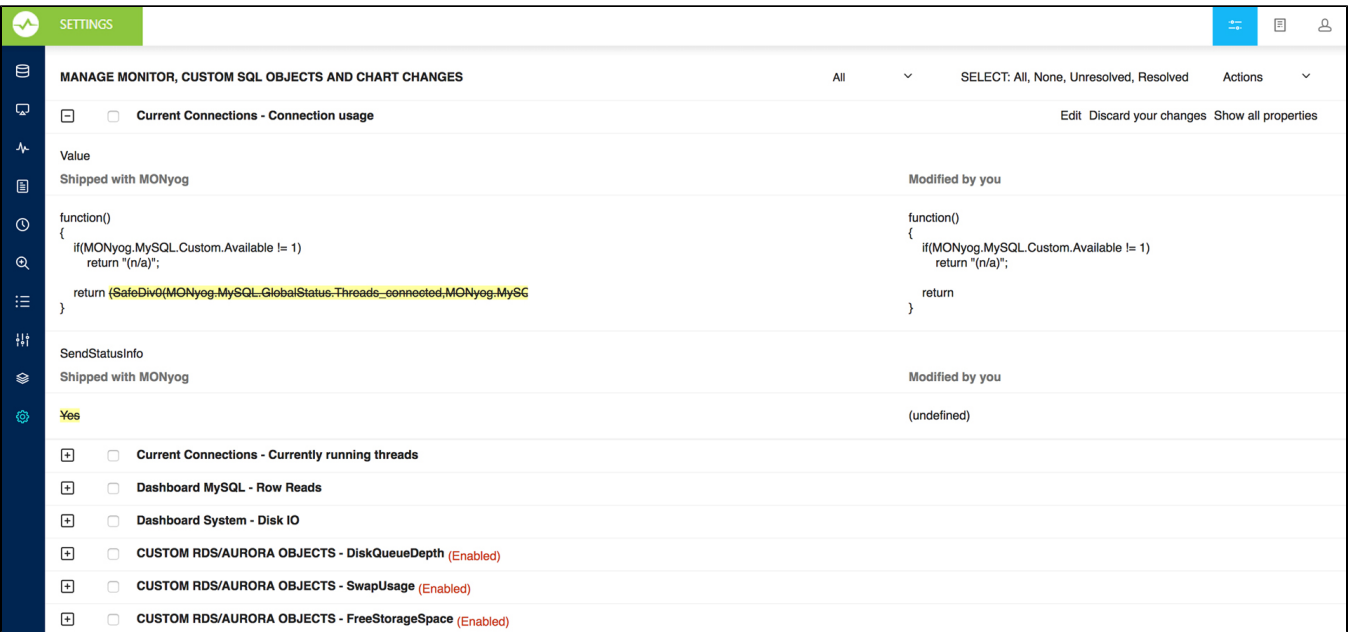 SETTINGS
MANAGE MONITOR, CUSTOM SQL OBJECTS AND CHART CHANGES All SELECT: All, None, Unresolved, Resolved Actions
Current Connections - Connection usage Edit Discard your changes Show all properties
Value
Shipped with MONyog Modified by you
function() function()
{ {
if(MONyog.MySQL.Custom.Available != 1) if(MONyog.MySQL.Custom.Available != 1)
return "(n/a)"; return "(n/a)";
return (SafeDiv0(MONyog.MySQL.GlobalStatus.Threads_connected,MONyog.MySQ return
} }
SendStatusInfo
Shipped with MONyog Modified by you
Yes (undefined)
Current Connections - Currently running threads
Dashboard MySQL - Row Reads
Dashboard System - Disk IO
CUSTOM RDS/AURORA OBJECTS - DiskQueueDepth (Enabled)
CUSTOM RDS/AURORA OBJECTS - SwapUsage (Enabled)
CUSTOM RDS/AURORA OBJECTS - FreeStorageSpace (Enabled)